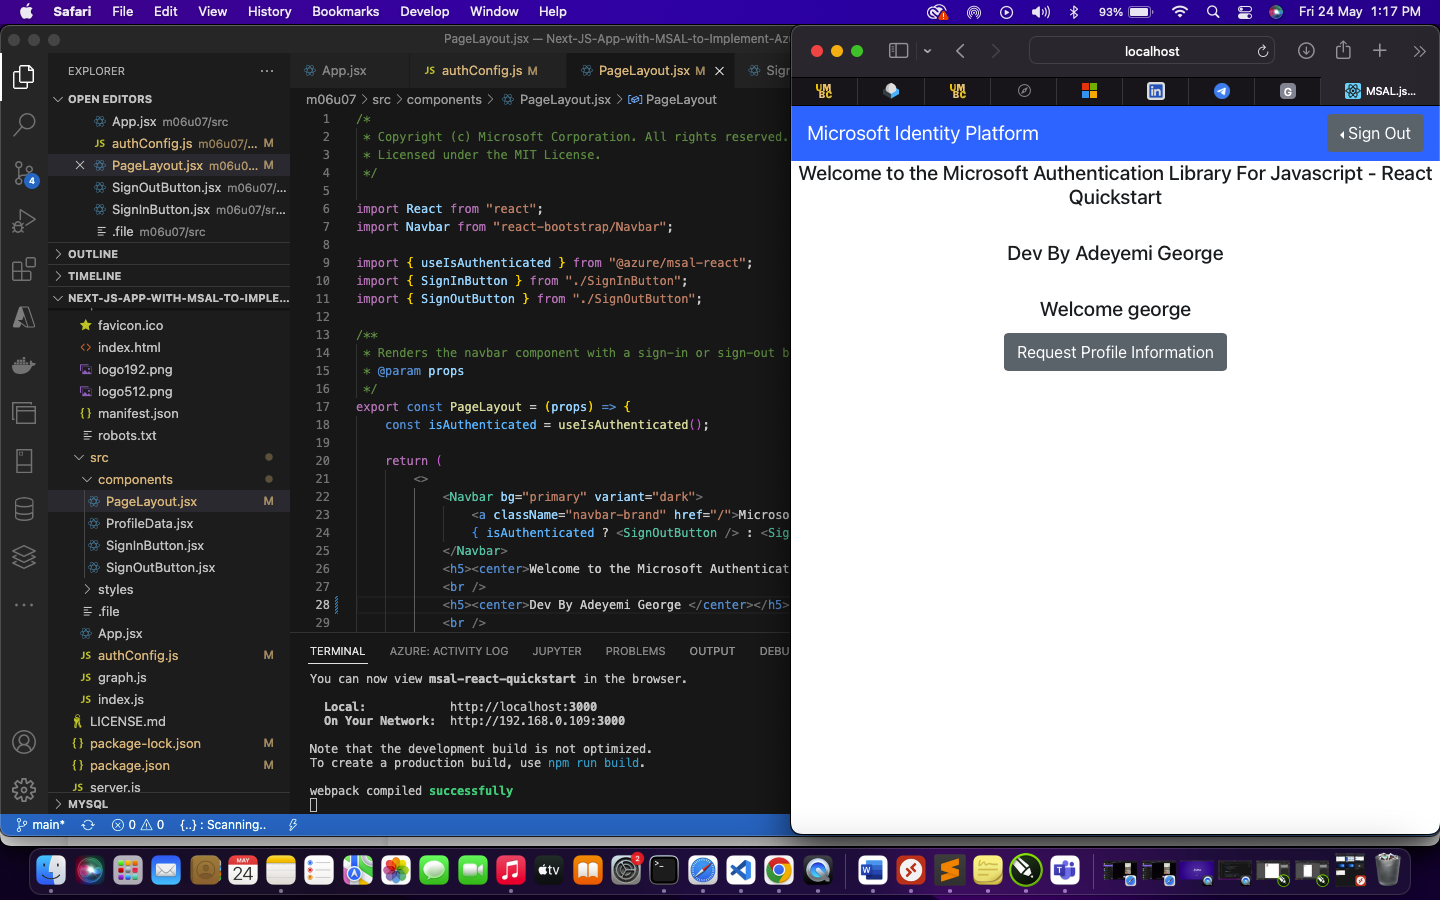 Safari File Edit View History Bookmarks Develop Window Help
93% Fri 24 May 1:17 PM
PageLayout.jsx — Next-JS-App-with-MSAL-to-Implement-Az
EXPLORER
OPEN EDITORS
App.jsx m06u07/src
authConfig.js m06u07/... M
PageLayout.jsx m06u0... M
SignOutButton.jsx m06u07/...
SignInButton.jsx m06u07/sr...
.file m06u07/src
OUTLINE
TIMELINE
NEXT-JS-APP-WITH-MSAL-TO-IMPLE...
favicon.ico
index.html
logo192.png
logo512.png
manifest.json
robots.txt
src
components
PageLayout.jsx M
ProfileData.jsx
SignInButton.jsx
SignOutButton.jsx
styles
.file
App.jsx
JS authConfig.js M
JS graph.js
JS index.js
LICENSE.md
{} package-lock.json M
{} package.json M
JS server.js
MYSQL
4
App.jsx JS authConfig.js M PageLayout.jsx M Sig
m06u07 > src > components > PageLayout.jsx > PageLayout
1 /*
2 * Copyright (c) Microsoft Corporation. All rights reserved.
3 * Licensed under the MIT License.
4 */
5
6 import React from "react";
7 import Navbar from "react-bootstrap/Navbar";
8
9 import { useIsAuthenticated } from "@azure/msal-react";
10 import { SignInButton } from "./SignInButton";
11 import { SignOutButton } from "./SignOutButton";
12
13 /**
14 * Renders the navbar component with a sign-in or sign-out b
15 * @param props
16 */
17 export const PageLayout = (props) => {
18 const isAuthenticated = useIsAuthenticated();
19
20 return (
21 <>
22 <Navbar bg="primary" variant="dark">
23 <a className="navbar-brand" href="/">Microso
24 { isAuthenticated ? <SignOutButton /> : <Sig
25 </Navbar>
26 <h5><center>Welcome to the Microsoft Authenticat
27 <br />
28 <h5><center>Dev By Adeyemi George </center></h5>
29 <br />
TERMINAL AZURE: ACTIVITY LOG JUPYTER PROBLEMS OUTPUT DEBU
You can now view msal-react-quickstart in the browser.
Local: http://localhost:3000
On Your Network: http://192.168.0.109:3000
Note that the development build is not optimized.
To create a production build, use npm run build.
webpack compiled successfully
main* 0 0 {..} : Scanning..
localhost
UMBC UMBC in G MSAL.js...
Microsoft Identity Platform Sign Out
Welcome to the Microsoft Authentication Library For Javascript - React
Quickstart
Dev By Adeyemi George
Welcome george
Request Profile Information
MAY
24
tv
2